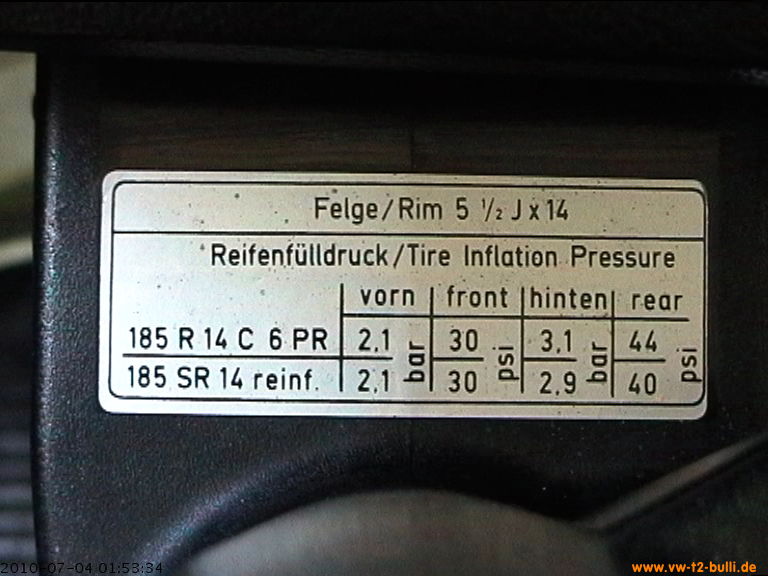 Felge/Rim 5 ½ J x 14
Reifenfülldruck/Tire Inflation Pressure
vorn front hinten rear
185 R 14 C 6 PR 2,1 bar 30 psi 3,1 bar 44 psi
185 SR 14 reinf. 2,1 30 2,9 40
2010-07-04 01:53:34
www.vw-t2-bulli.de